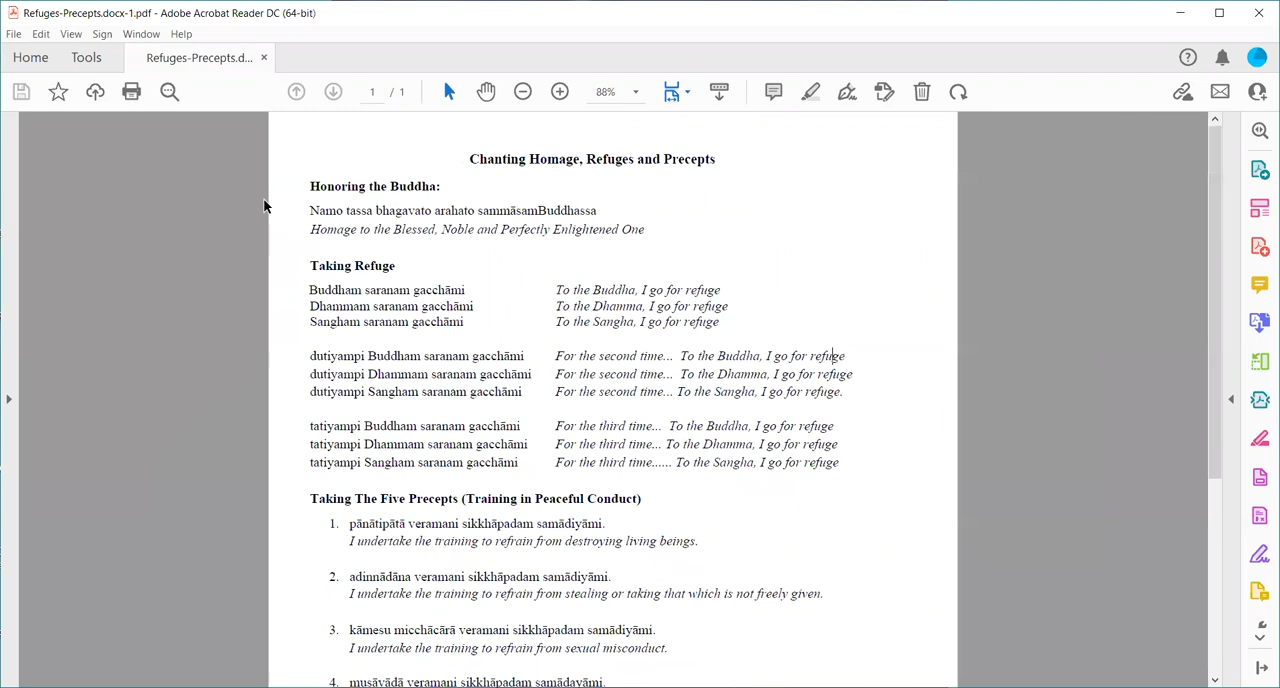 Refuges-Precepts.docx-1.pdf - Adobe Acrobat Reader DC (64-bit)
File Edit View Sign Window Help
Home Tools Refuges-Precepts.d... ×
1 / 1 88%
Chanting Homage, Refuges and Precepts
Honoring the Buddha:
Namo tassa bhagavato arahato sammāsamBuddhassa
Homage to the Blessed, Noble and Perfectly Enlightened One
Taking Refuge
Buddham saranam gacchāmi To the Buddha, I go for refuge
Dhammam saranam gacchāmi To the Dhamma, I go for refuge
Sangham saranam gacchāmi To the Sangha, I go for refuge
dutiyampi Buddham saranam gacchāmi For the second time... To the Buddha, I go for refuge
dutiyampi Dhammam saranam gacchāmi For the second time... To the Dhamma, I go for refuge
dutiyampi Sangham saranam gacchāmi For the second time... To the Sangha, I go for refuge.
tatiyampi Buddham saranam gacchāmi For the third time... To the Buddha, I go for refuge
tatiyampi Dhammam saranam gacchāmi For the third time... To the Dhamma, I go for refuge
tatiyampi Sangham saranam gacchāmi For the third time...... To the Sangha, I go for refuge
Taking The Five Precepts (Training in Peaceful Conduct)
1. pānātipātā veramani sikkhāpadam samādiyāmi.
I undertake the training to refrain from destroying living beings.
2. adinnādāna veramani sikkhāpadam samādiyāmi.
I undertake the training to refrain from stealing or taking that which is not freely given.
3. kāmesu micchācārā veramani sikkhāpadam samādiyāmi.
I undertake the training to refrain from sexual misconduct.
4. musāvādā veramani sikkhāpadam samādayāmi.